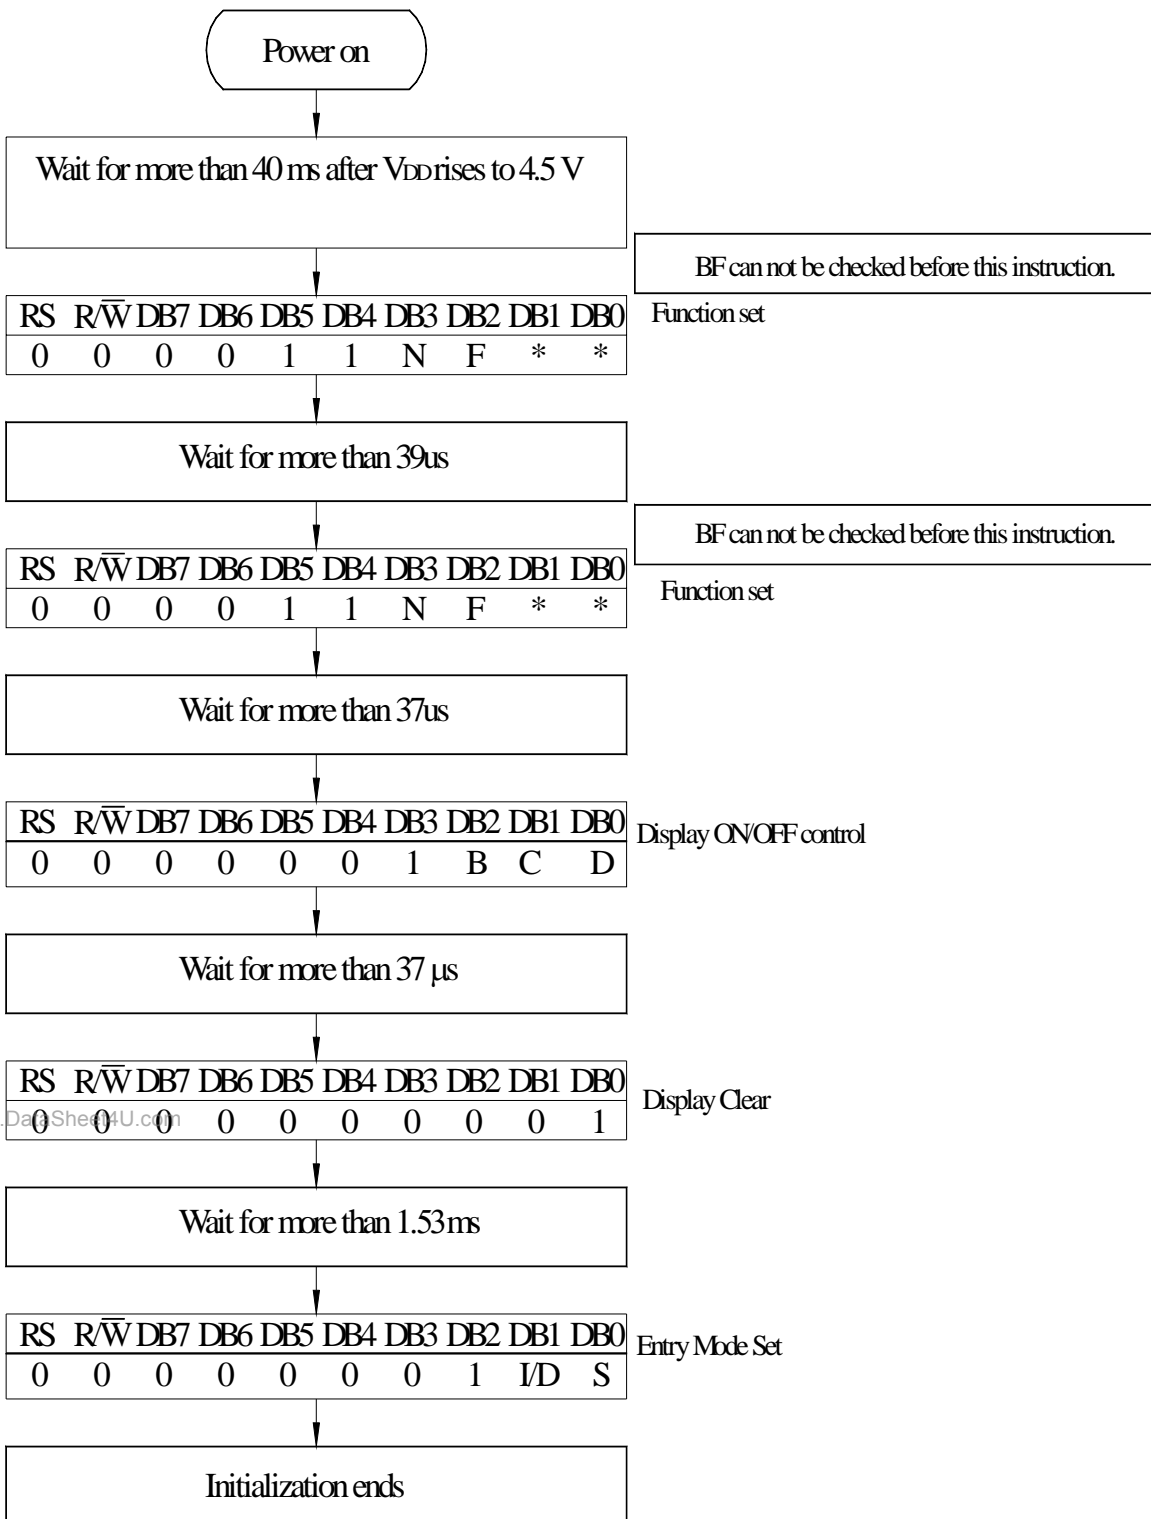 Power on
Wait for more than 40 ms after VDD rises to 4.5 V
BF can not be checked before this instruction.
RS R/W̅ DB7 DB6 DB5 DB4 DB3 DB2 DB1 DB0
Function set
0 0 0 0 1 1 N F * *
Wait for more than 39us
BF can not be checked before this instruction.
RS R/W̅ DB7 DB6 DB5 DB4 DB3 DB2 DB1 DB0
Function set
0 0 0 0 1 1 N F * *
Wait for more than 37us
RS R/W̅ DB7 DB6 DB5 DB4 DB3 DB2 DB1 DB0
Display ON/OFF control
0 0 0 0 0 0 1 B C D
Wait for more than 37 μs
RS R/W̅ DB7 DB6 DB5 DB4 DB3 DB2 DB1 DB0
Display Clear
0 0 0 0 0 0 0 0 0 1
.DataSheet4U.com
Wait for more than 1.53ms
RS R/W̅ DB7 DB6 DB5 DB4 DB3 DB2 DB1 DB0
Entry Mode Set
0 0 0 0 0 0 0 1 I/D S
Initialization ends